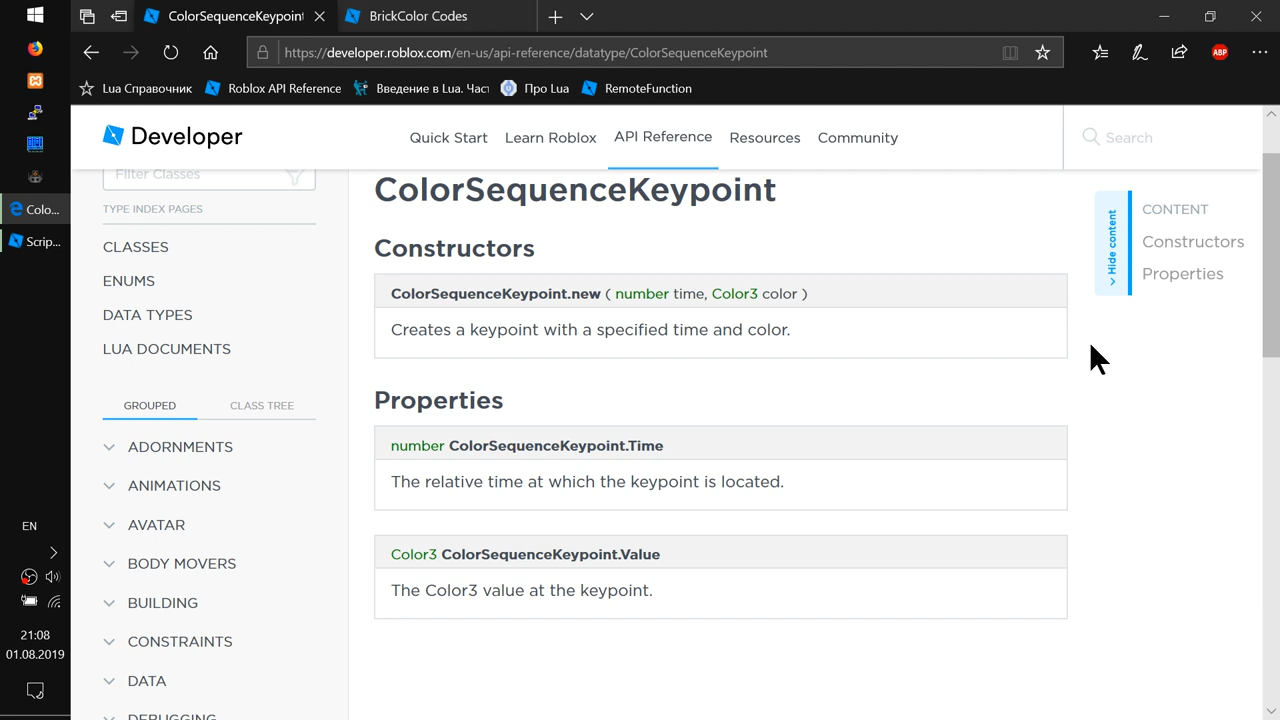 ColorSequenceKeypoint
BrickColor Codes
https://developer.roblox.com/en-us/api-reference/datatype/ColorSequenceKeypoint
ABP
Lua Справочник
Roblox API Reference
Введение в Lua. Част
Про Lua
RemoteFunction
Developer
Quick Start
Learn Roblox
API Reference
Resources
Community
Search
Filter Classes
TYPE INDEX PAGES
CLASSES
ENUMS
DATA TYPES
LUA DOCUMENTS
GROUPED
CLASS TREE
ADORNMENTS
ANIMATIONS
AVATAR
BODY MOVERS
BUILDING
CONSTRAINTS
DATA
DEBUGGING
ColorSequenceKeypoint
Constructors
ColorSequenceKeypoint.new ( number time, Color3 color )
Creates a keypoint with a specified time and color.
Properties
number ColorSequenceKeypoint.Time
The relative time at which the keypoint is located.
Color3 ColorSequenceKeypoint.Value
The Color3 value at the keypoint.
Hide content
CONTENT
Constructors
Properties
Colo...
Scrip...
EN
21:08
01.08.2019